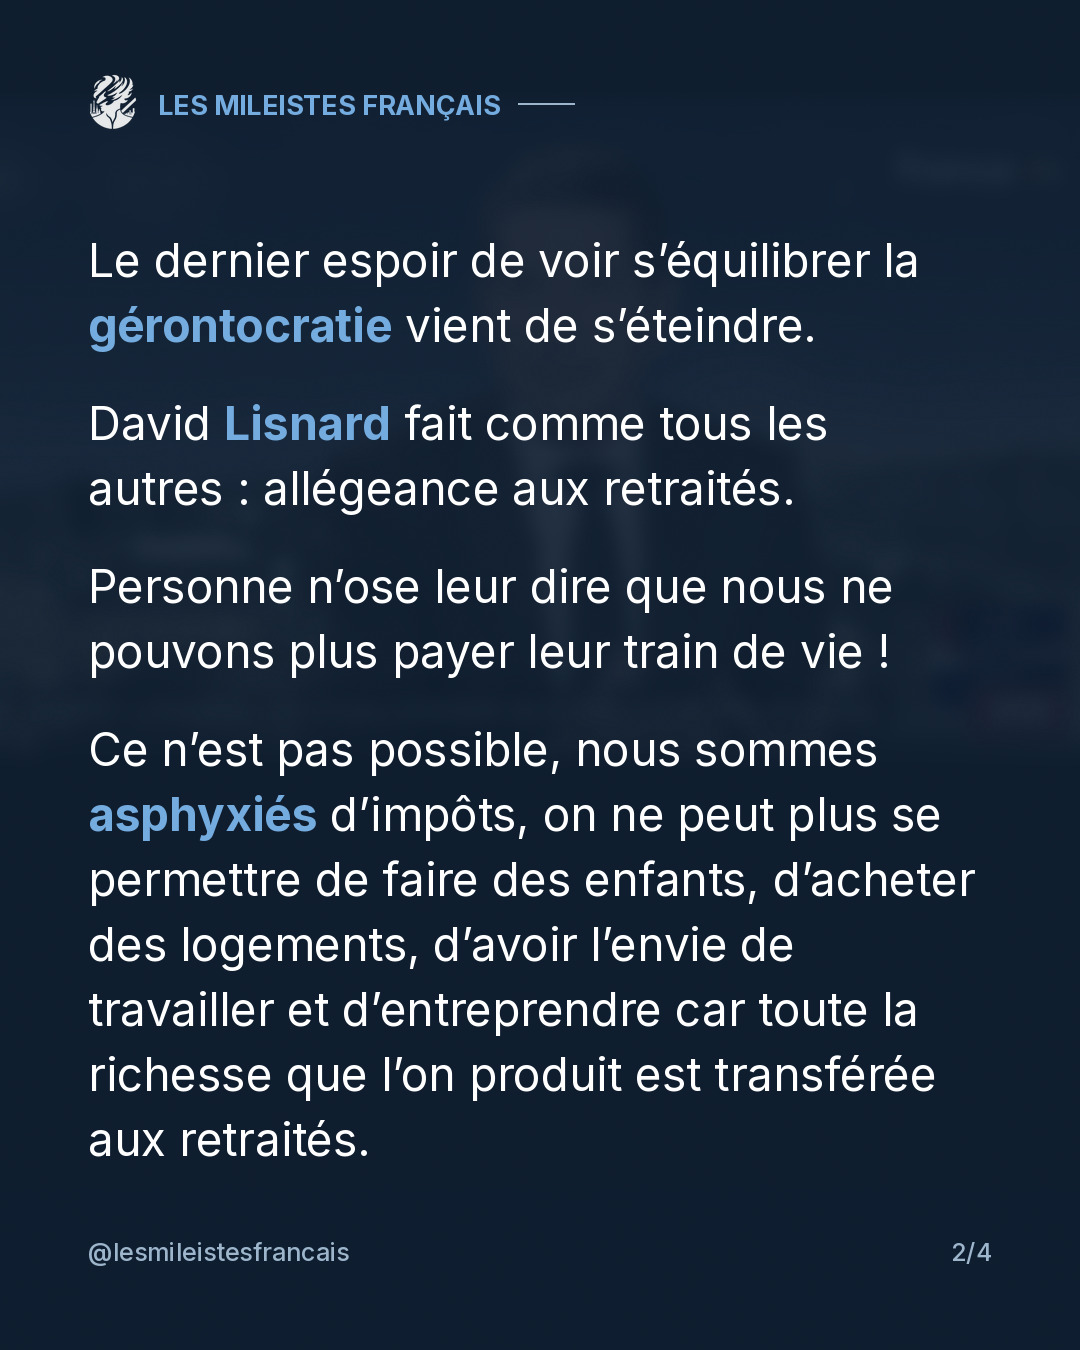 LES MILEISTES FRANÇAIS
Le dernier espoir de voir s’équilibrer la
gérontocratie vient de s’éteindre.
David Lisnard fait comme tous les
autres : allégeance aux retraités.
Personne n’ose leur dire que nous ne
pouvons plus payer leur train de vie !
Ce n’est pas possible, nous sommes
asphyxiés d’impôts, on ne peut plus se
permettre de faire des enfants, d’acheter
des logements, d’avoir l’envie de
travailler et d’entreprendre car toute la
richesse que l’on produit est transférée
aux retraités.
@lesmileistesfrancais
2/4